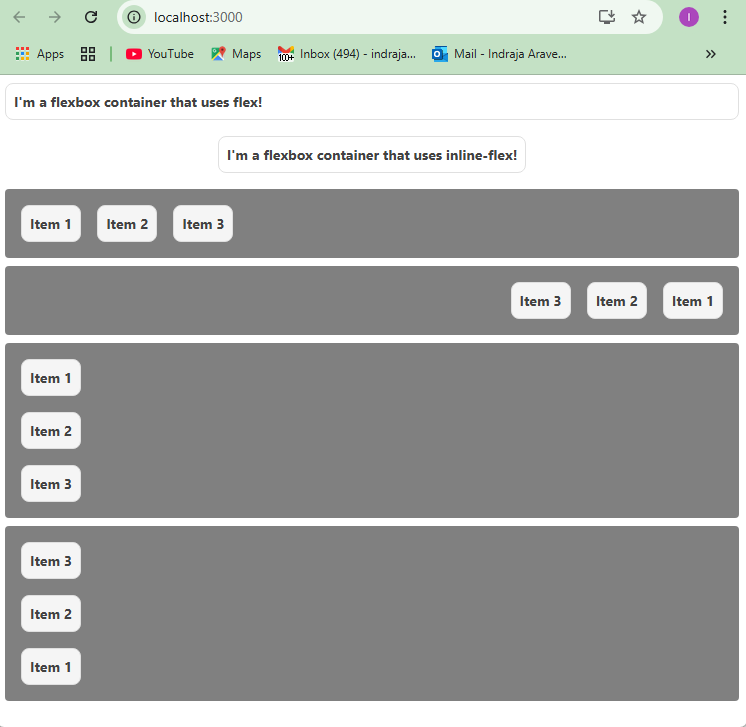 localhost:3000
I
Apps YouTube Maps 100+ Inbox (494) - indraja... Mail - Indraja Arave... »
I'm a flexbox container that uses flex!
I'm a flexbox container that uses inline-flex!
Item 1 Item 2 Item 3
Item 3 Item 2 Item 1
Item 1
Item 2
Item 3
Item 3
Item 2
Item 1